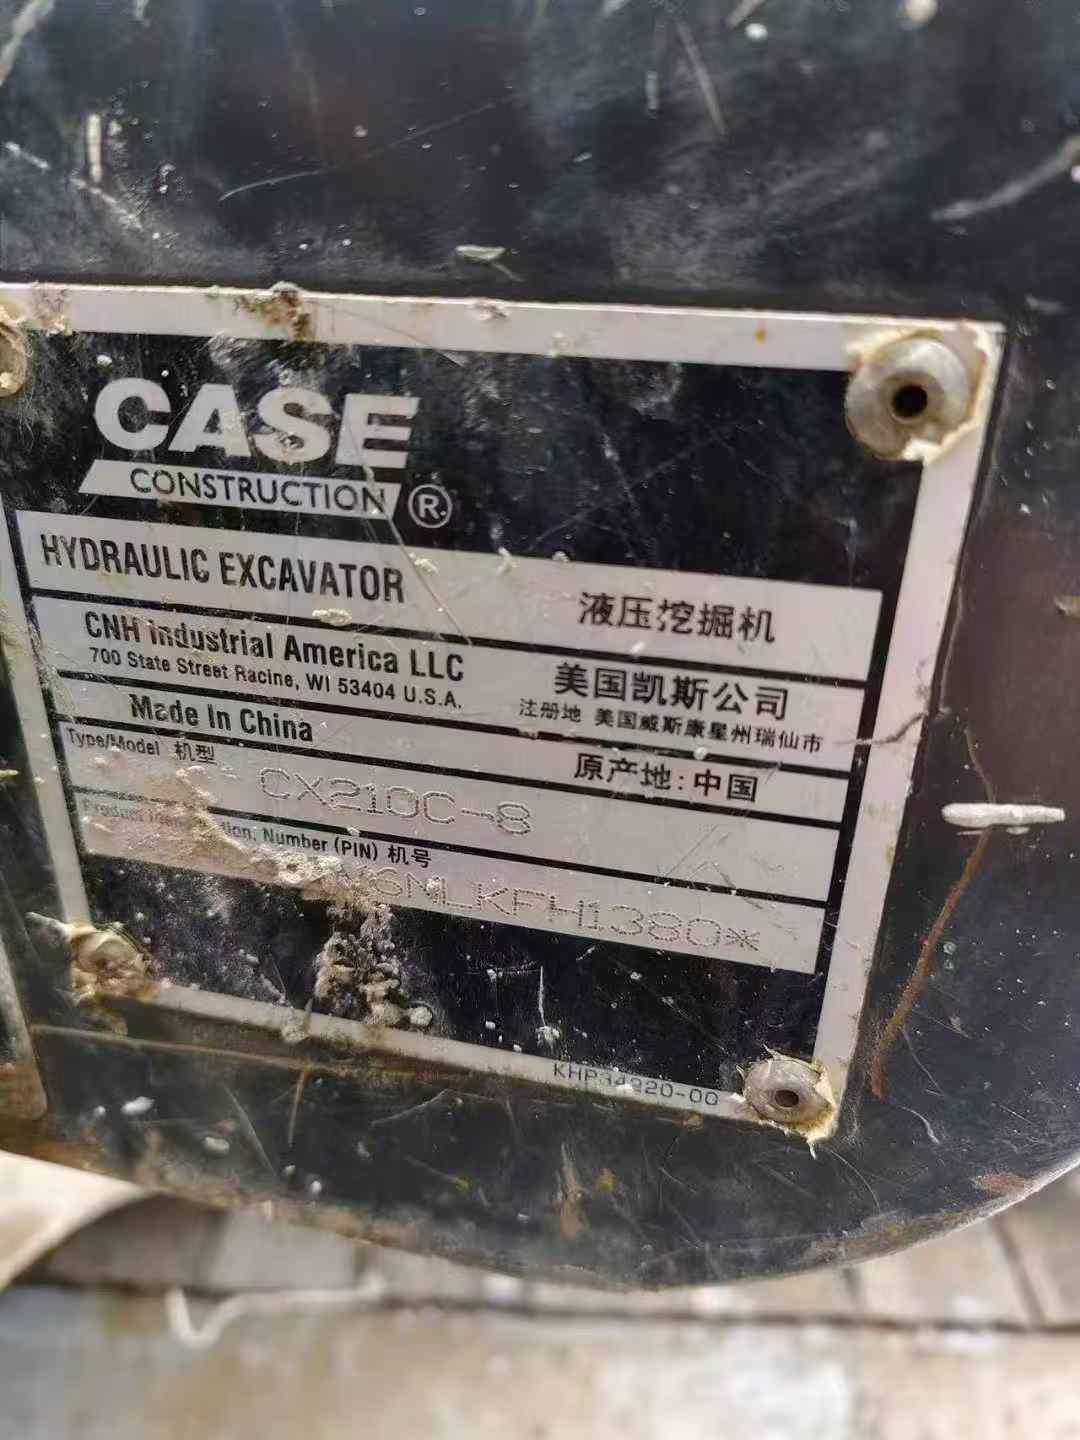 CASE
CONSTRUCTION ®
HYDRAULIC EXCAVATOR 液压挖掘机
CNH Industrial America LLC 美国凯斯公司
700 State Street Racine, WI 53404 U.S.A. 注册地 美国威斯康星州瑞仙市
Made In China 原产地:中国
Type/Model 机型 CX210C-8
Product Number (PIN) 机号
NLKFH1380*